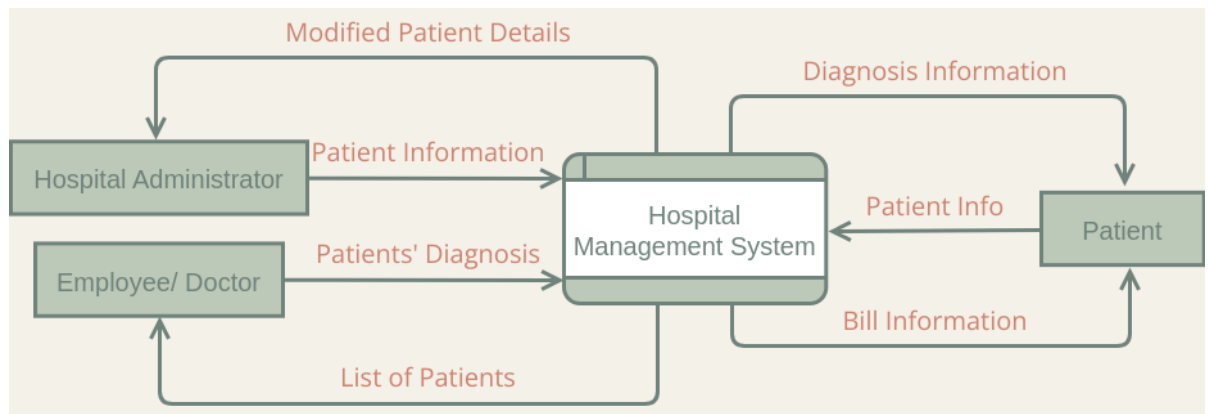 Modified Patient Details
Diagnosis Information
Patient Information
Hospital Administrator
Hospital
Management System
Patient Info
Patient
Patients' Diagnosis
Employee/ Doctor
Bill Information
List of Patients